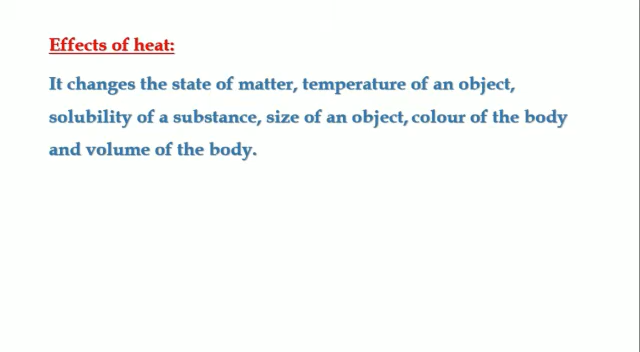 Effects of heat:
It changes the state of matter, temperature of an object,
solubility of a substance, size of an object, colour of the body
and volume of the body.